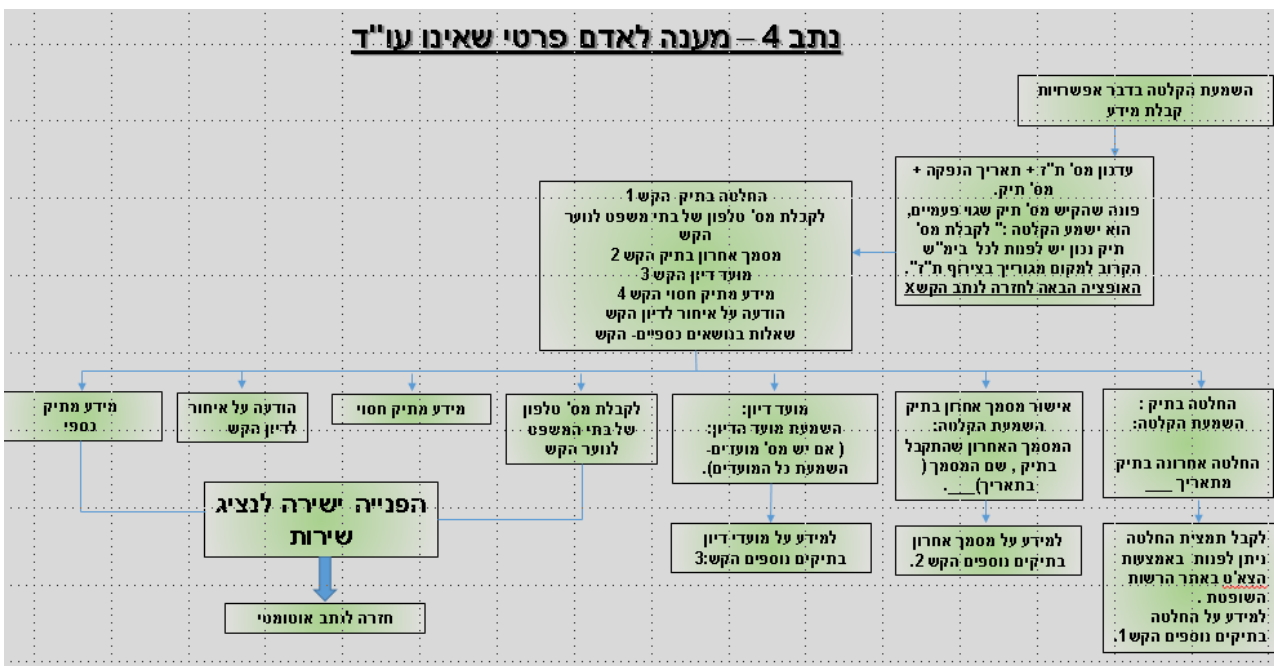 נתב 4 – מענה לאדם פרטי שאינו עו"ד
השמעת הקלטה בדבר אפשרויות
קבלת מידע
עדנון מס' ת"ז + תאריך הנפקה +
מס' תיק.
פונה שהקיש מס' תיק שגוי פעמיים,
הוא ישמע הקלטה :" לקבלת מס'
תיק נכון יש לפנות לכל בימ"ש
הקרוב למקום מגורייך בצירוף ת"ז".
האופציה הבאה לחזרה לנתב הקשX
החלטה בתיק הקש 1
לקבלת מס' טלפון של בתי משפט לנוער
הקש
מסמך אחרון בתיק הקש 2
מועד דיון הקש 3
מידע מתיק חסוי הקש 4
הודעה על איחור לדיון הקש
שאלות בנושאים נספיים- הקש
החלטה בתיק :
השמעת הקלטה:
החלטה אחרונה בתיק
מתאריך ___
אישור מסמך אחרון בתיק
השמעת הקלטה:
המסמך האחרון שהתקבל
בתיק , שם המסמך (
בתאריך)___.
מועד דיון:
השמעת מועד הדיון:
( אם יש מס' מועדים-
השמעת כל המועדים).
לקבלת מס' טלפון
של בתי המשפט
לנוער הקש
מידע מתיק חסוי
הודעה על איחור
לדיון הקש
מידע מתיק
נספי
לקבל תמצית החלטה
ניתן לפנות באמצעות
הצא'ט באתר הרשות
השופטת .
למידע על החלטה
בתיקים נוספים הקש 1.
למידע על מסמך אחרון
בתיקים נוספים הקש 2.
למידע על מועדי דיון
בתיקים נוספים הקש:3
הפנייה ישירה לנציג
שירות
חזרה לנתב אוטומטי